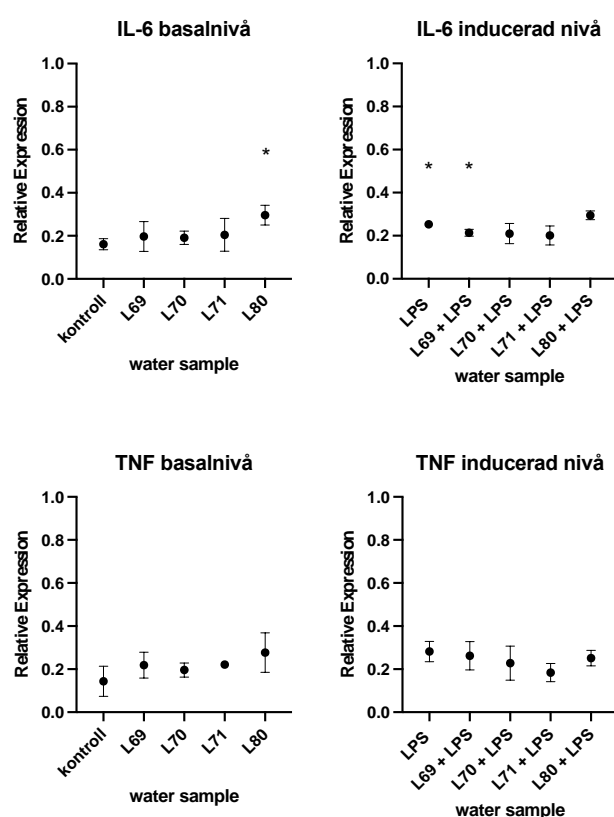 IL-6 basalnivå
1.0
0.8
0.6
0.4
0.2
0.0
Relative Expression
*
kontroll
L69
L70
L71
L80
water sample
IL-6 inducerad nivå
1.0
0.8
0.6
0.4
0.2
0.0
Relative Expression
*
*
LPS
L69 + LPS
L70 + LPS
L71 + LPS
L80 + LPS
water sample
TNF basalnivå
1.0
0.8
0.6
0.4
0.2
0.0
Relative Expression
kontroll
L69
L70
L71
L80
water sample
TNF inducerad nivå
1.0
0.8
0.6
0.4
0.2
0.0
Relative Expression
LPS
L69 + LPS
L70 + LPS
L71 + LPS
L80 + LPS
water sample